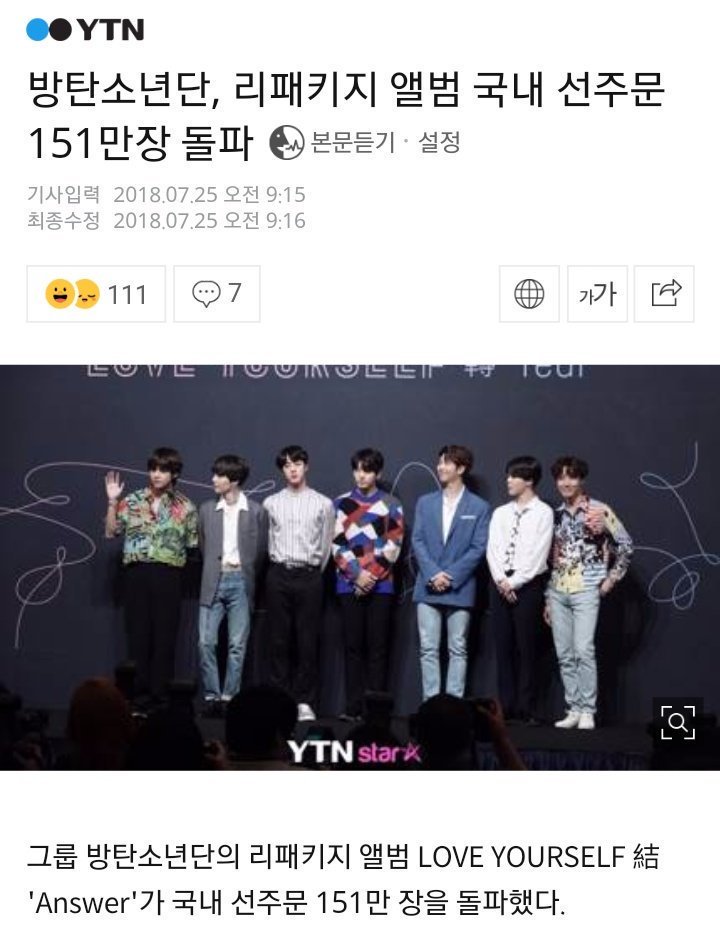 YTN
방탄소년단, 리패키지 앨범 국내 선주문
151만장 돌파 본문듣기 · 설정
기사입력 2018.07.25 오전 9:15
최종수정 2018.07.25 오전 9:16
111 7 가가
LOVE YOURSELF 轉 Tear
YTN star
그룹 방탄소년단의 리패키지 앨범 LOVE YOURSELF 結
'Answer'가 국내 선주문 151만 장을 돌파했다.